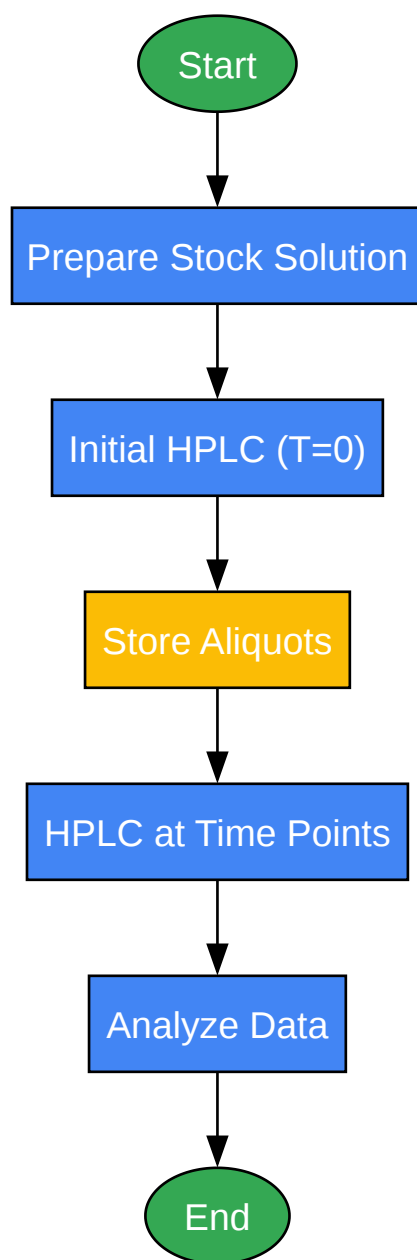 Start
Prepare Stock Solution
Initial HPLC (T=0)
Store Aliquots
HPLC at Time Points
Analyze Data
End